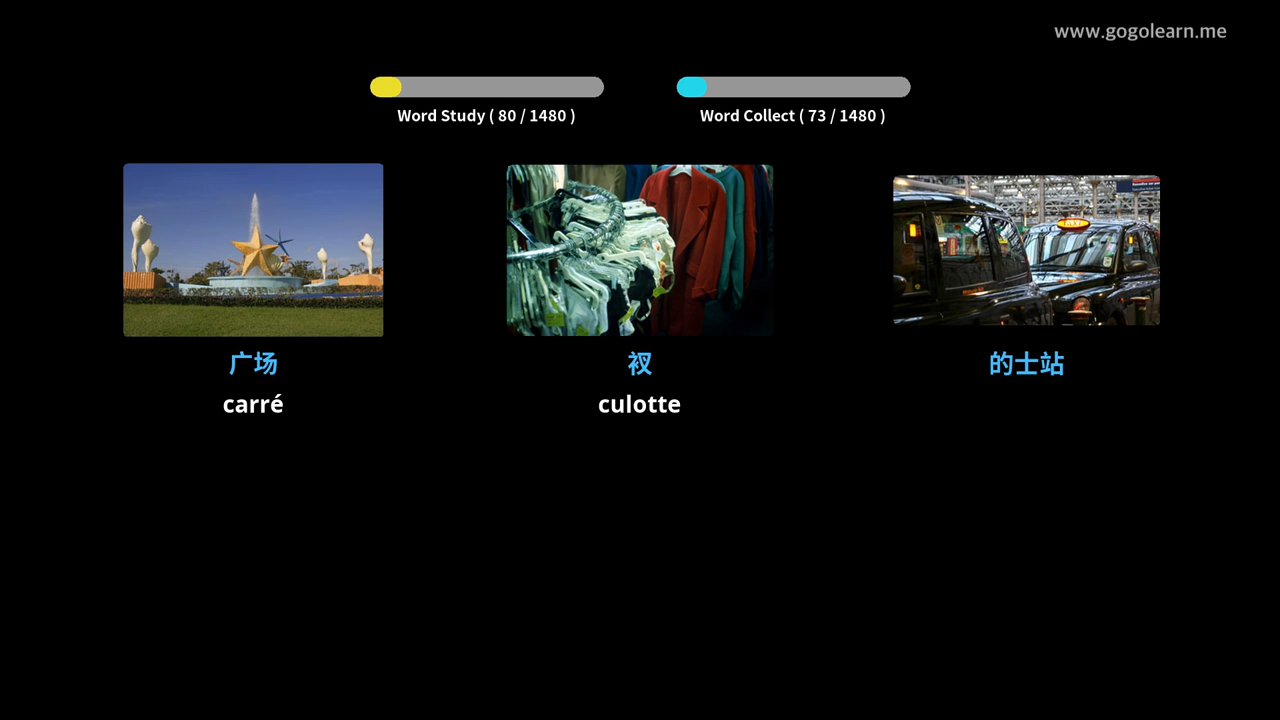 www.gogolearn.me
Word Study ( 80 / 1480 )
Word Collect ( 73 / 1480 )
广场
carré
衩
culotte
的士站